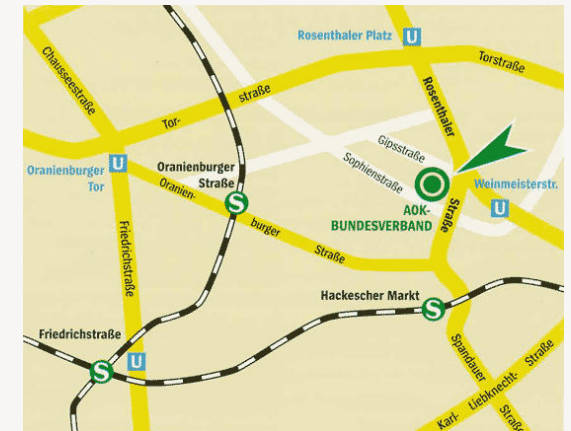 Rosenthaler Platz U
Chausseestraße
Torstraße
Rosenthaler
Tor-
straße
Gipsstraße
Sophienstraße
U
Oranienburger
Tor
Oranienburger
Straße
S
Oranien-
burger
Straße
AOK-
BUNDESVERBAND
Weinmeisterstr.
U
Straße
Friedrichstraße
Hackescher Markt
S
Friedrichstraße
S
U
Spandauer
Straße
Karl-
Liebknecht-
Straße